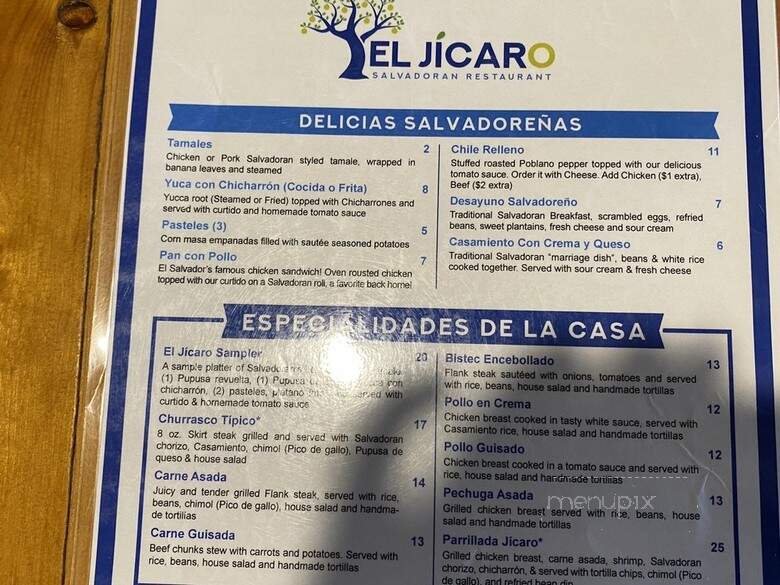 EL JÍCARO
SALVADORAN RESTAURANT
DELICIAS SALVADOREÑAS
Tamales 2
Chicken or Pork Salvadoran styled tamale, wrapped in
banana leaves and steamed
Yuca con Chicharrón (Cocida o Frita) 8
Yucca root (Steamed or Fried) topped with Chicharrones and
served with curtido and homemade tomato sauce
Pasteles (3) 5
Corn masa empanadas filled with sautée seasoned potatoes
Pan con Pollo 7
El Salvador's famous chicken sandwich! Oven rousted chicken
topped with our curtido on a Salvadoran roll, a favorite back home!
Chile Relleno 11
Stuffed roasted Poblano pepper topped with our delicious
tomato sauce. Order it with Cheese. Add Chicken ($1 extra),
Beef ($2 extra)
Desayuno Salvadoreño 7
Traditional Salvadoran Breakfast, scrambled eggs, refried
beans, sweet plantains, fresh cheese and sour cream
Casamiento Con Crema y Queso 6
Traditional Salvadoran "marriage dish", beans & white rice
cooked together. Served with sour cream & fresh cheese
ESPECIALIDADES DE LA CASA
El Jícaro Sampler 20
A sample platter of Salvadoran
(1) Pupusa revuelta, (1) Pupusa con
chicharrón, (2) pasteles, platano served with
curtido & homemade tomato sauce
Churrasco Típico* 17
8 oz. Skirt steak grilled and served with Salvadoran
chorizo, Casamiento, chimol (Pico de gallo), Pupusa de
queso & house salad
Carne Asada 14
Juicy and tender grilled Flank steak, served with rice,
beans, chimol (Pico de gallo), house salad and handma-
de tortilias
Carne Guisada 13
Beef chunks stew with carrots and potatoes. Served with
rice, beans, house salad and handmade tortillas
Bistec Encebollado 13
Flank steak sautéed with onions, tomatoes and served
with rice, beans, house salad and handmade tortillas
Pollo en Crema 12
Chicken breast cooked in tasty white sauce, served with
Casamiento rice, house salad and handmade tortillas
Pollo Guisado 12
Chicken breast cooked in a tomato sauce and served with
rice, house salad and handmade tortillas
Pechuga Asada 13
Grilled chicken breast served with rice, beans, house
salad and handmade tortillas
Parrillada Jicaro* 25
Grilled chicken breast, carne asada, shrimp, Salvadoran
chorizo, chicharrón, & served with tortilla chips, chimol (Pico
de gallo), and refried bean dip
menupix